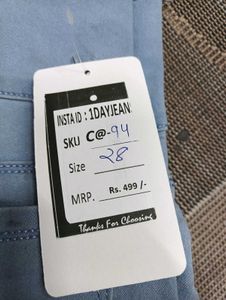 INSTA ID : 1DAYJEAN
SKU C@-94
Size 28
MRP. Rs. 499 /-
Thanks For Choosing